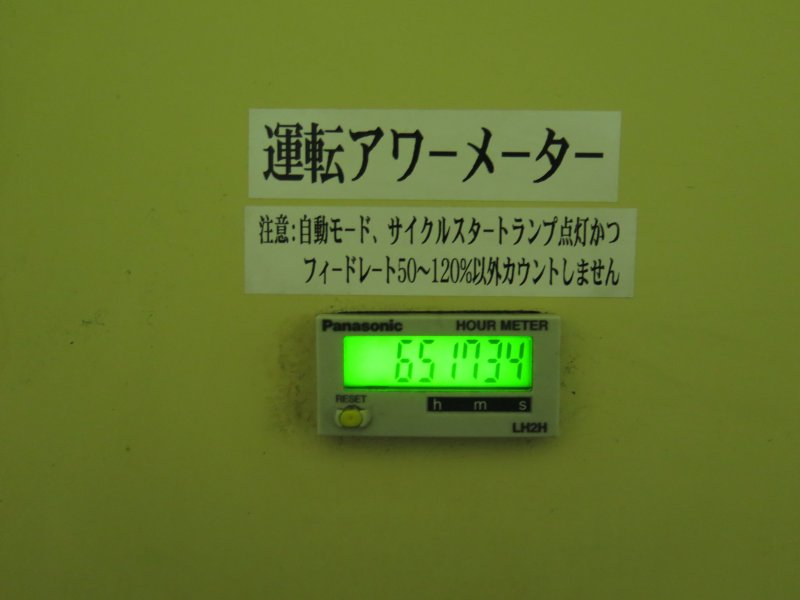 運転アワーメーター
注意:自動モード、サイクルスタートランプ点灯かつ
フィードレート50~120%以外カウントしません
Panasonic HOUR METER
651734
RESET
h m s
LH2H